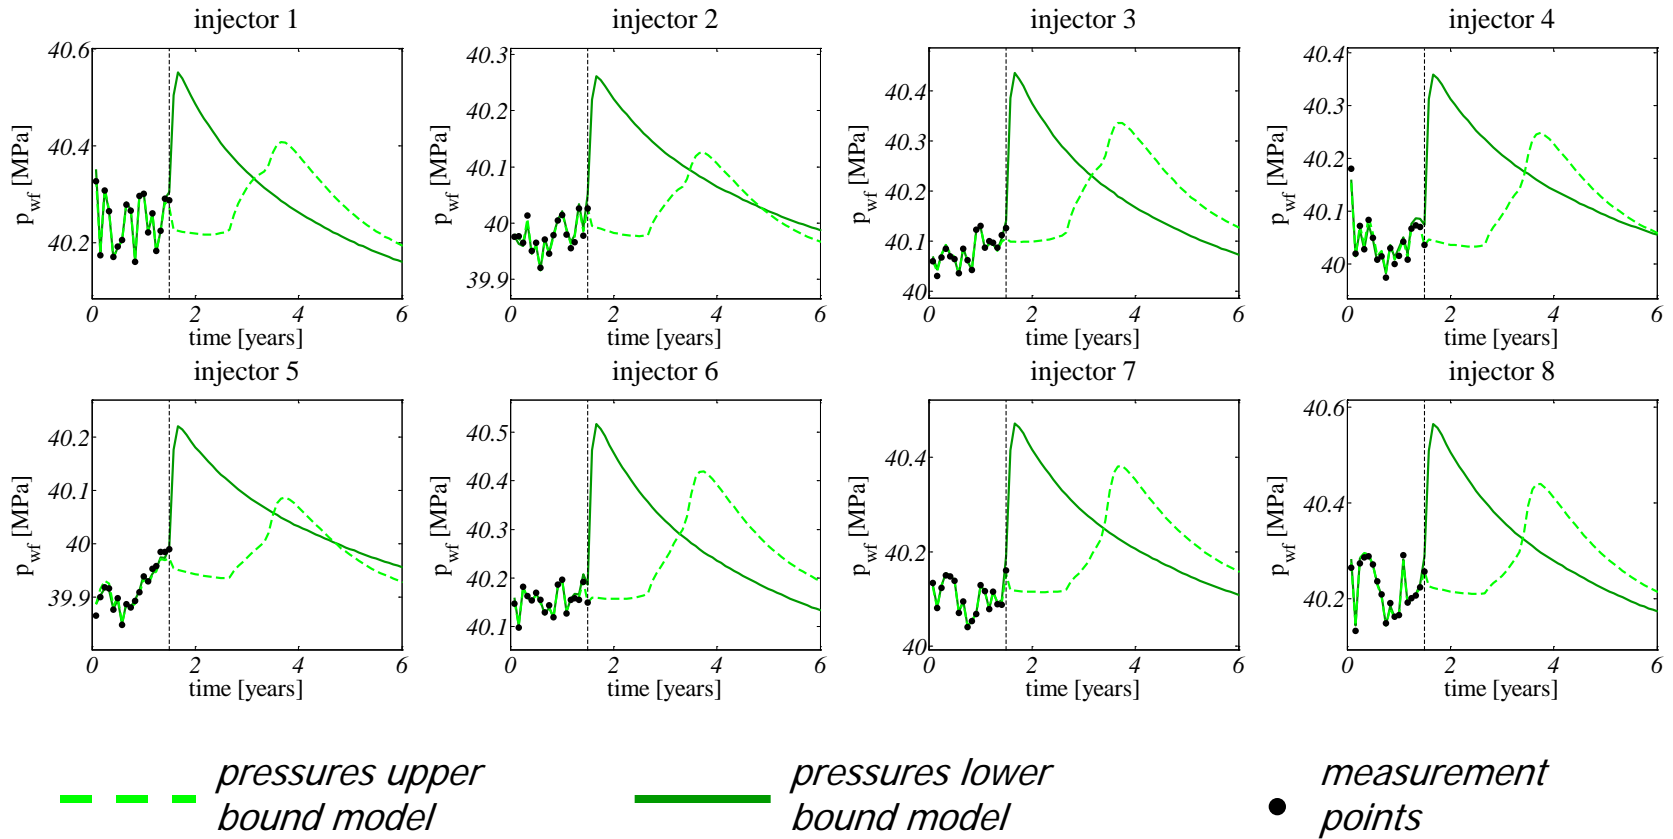 injector 1
injector 2
injector 3
injector 4
40.6
40.4
40.2
p_wf [MPa]
0
2
4
6
time [years]
40.3
40.2
40.1
40
39.9
p_wf [MPa]
0
2
4
6
time [years]
40.4
40.3
40.2
40.1
40
p_wf [MPa]
0
2
4
6
time [years]
40.4
40.3
40.2
40.1
40
p_wf [MPa]
0
2
4
6
time [years]
injector 5
injector 6
injector 7
injector 8
40.2
40.1
40
39.9
p_wf [MPa]
0
2
4
6
time [years]
40.5
40.4
40.3
40.2
40.1
p_wf [MPa]
0
2
4
6
time [years]
40.4
40.2
40
p_wf [MPa]
0
2
4
6
time [years]
40.6
40.4
40.2
p_wf [MPa]
0
2
4
6
time [years]
pressures upper
bound model
pressures lower
bound model
measurement
points